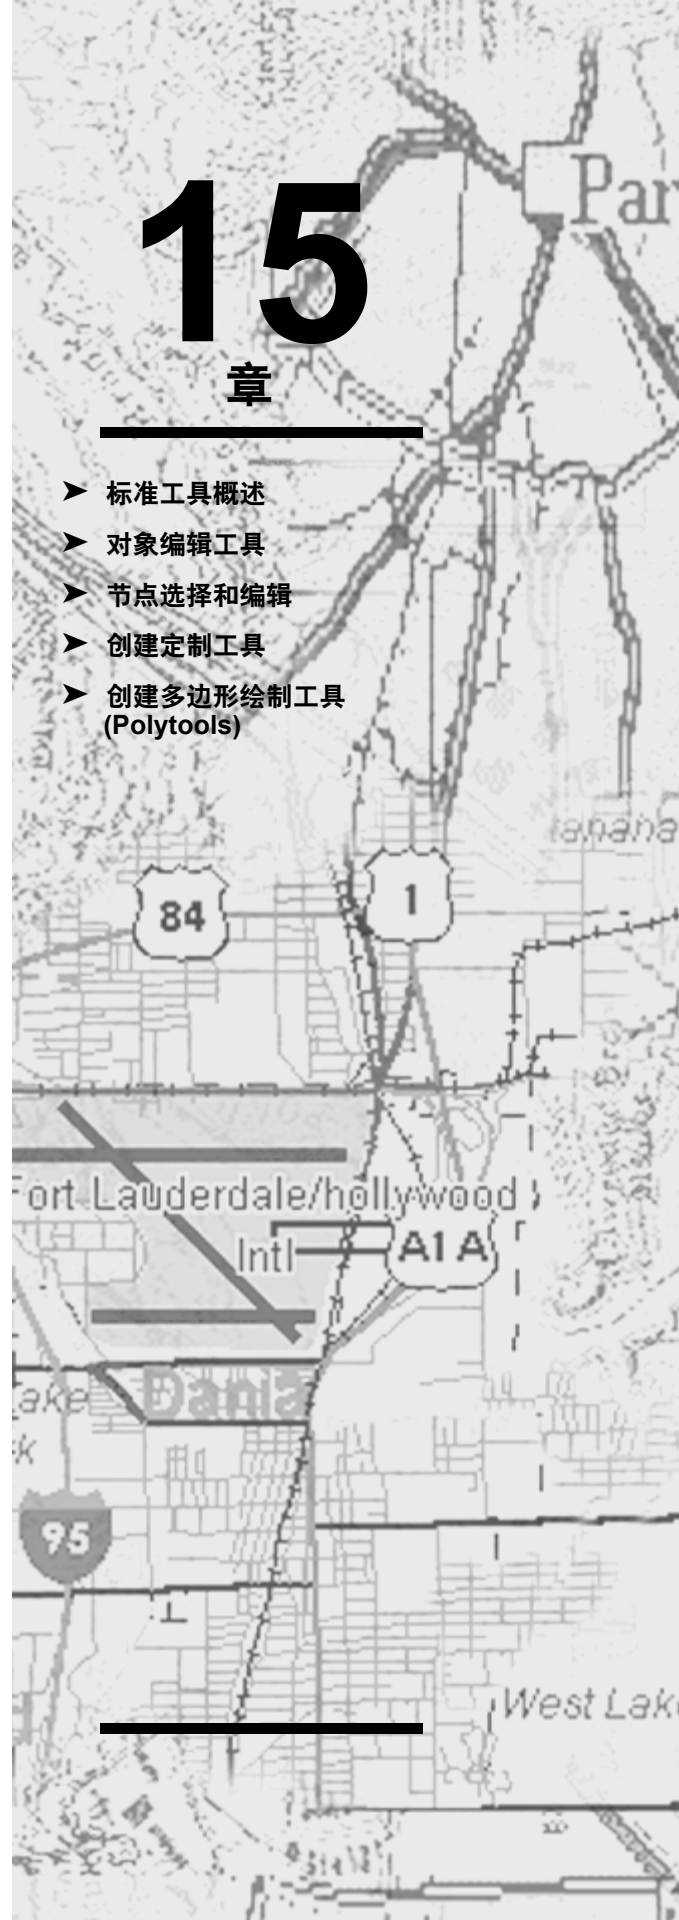 15
章
➤ 标准工具概述
➤ 对象编辑工具
➤ 节点选择和编辑
➤ 创建定制工具
➤ 创建多边形绘制工具
(Polytools)
Par
84
1
Fort Lauderdale/hollywood
Intl
A1A
Dania
ake
k
95
West Lake